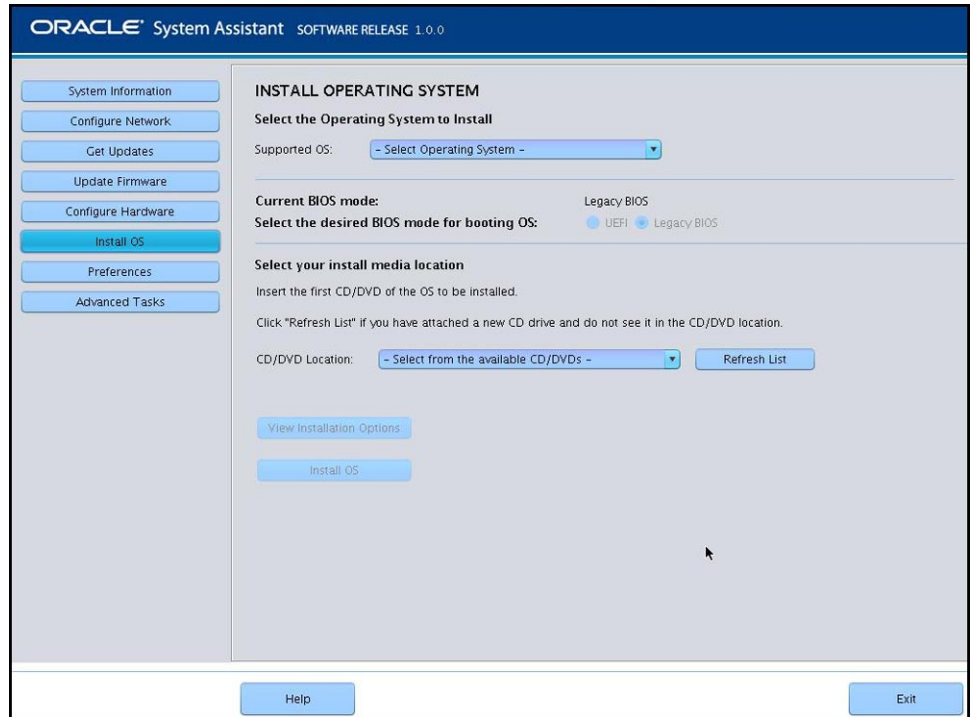 ORACLE System Assistant SOFTWARE RELEASE 1.0.0
System Information
Configure Network
Get Updates
Update Firmware
Configure Hardware
Install OS
Preferences
Advanced Tasks
INSTALL OPERATING SYSTEM
Select the Operating System to Install
Supported OS: - Select Operating System -
Current BIOS mode: Legacy BIOS
Select the desired BIOS mode for booting OS: UEFI Legacy BIOS
Select your install media location
Insert the first CD/DVD of the OS to be installed.
Click "Refresh List" if you have attached a new CD drive and do not see it in the CD/DVD location.
CD/DVD Location: - Select from the available CD/DVDs - Refresh List
View Installation Options
Install OS
Help Exit